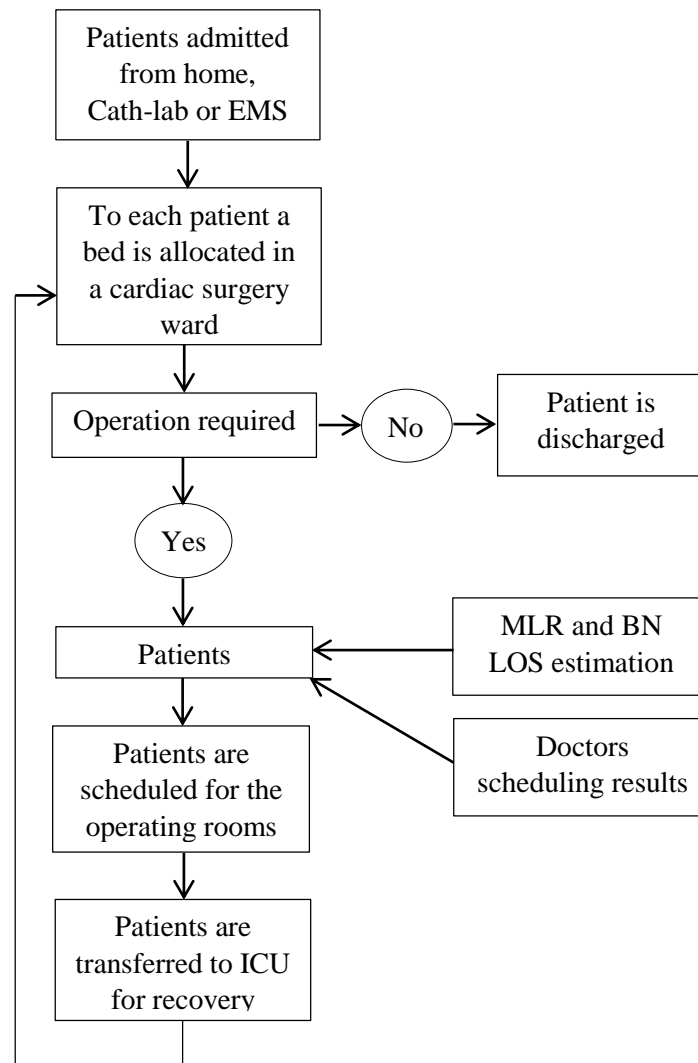 Patients admitted
from home,
Cath-lab or EMS
To each patient a
bed is allocated in
a cardiac surgery
ward
Operation required
No
Patient is
discharged
Yes
Patients
MLR and BN
LOS estimation
Doctors
scheduling results
Patients are
scheduled for the
operating rooms
Patients are
transferred to ICU
for recovery